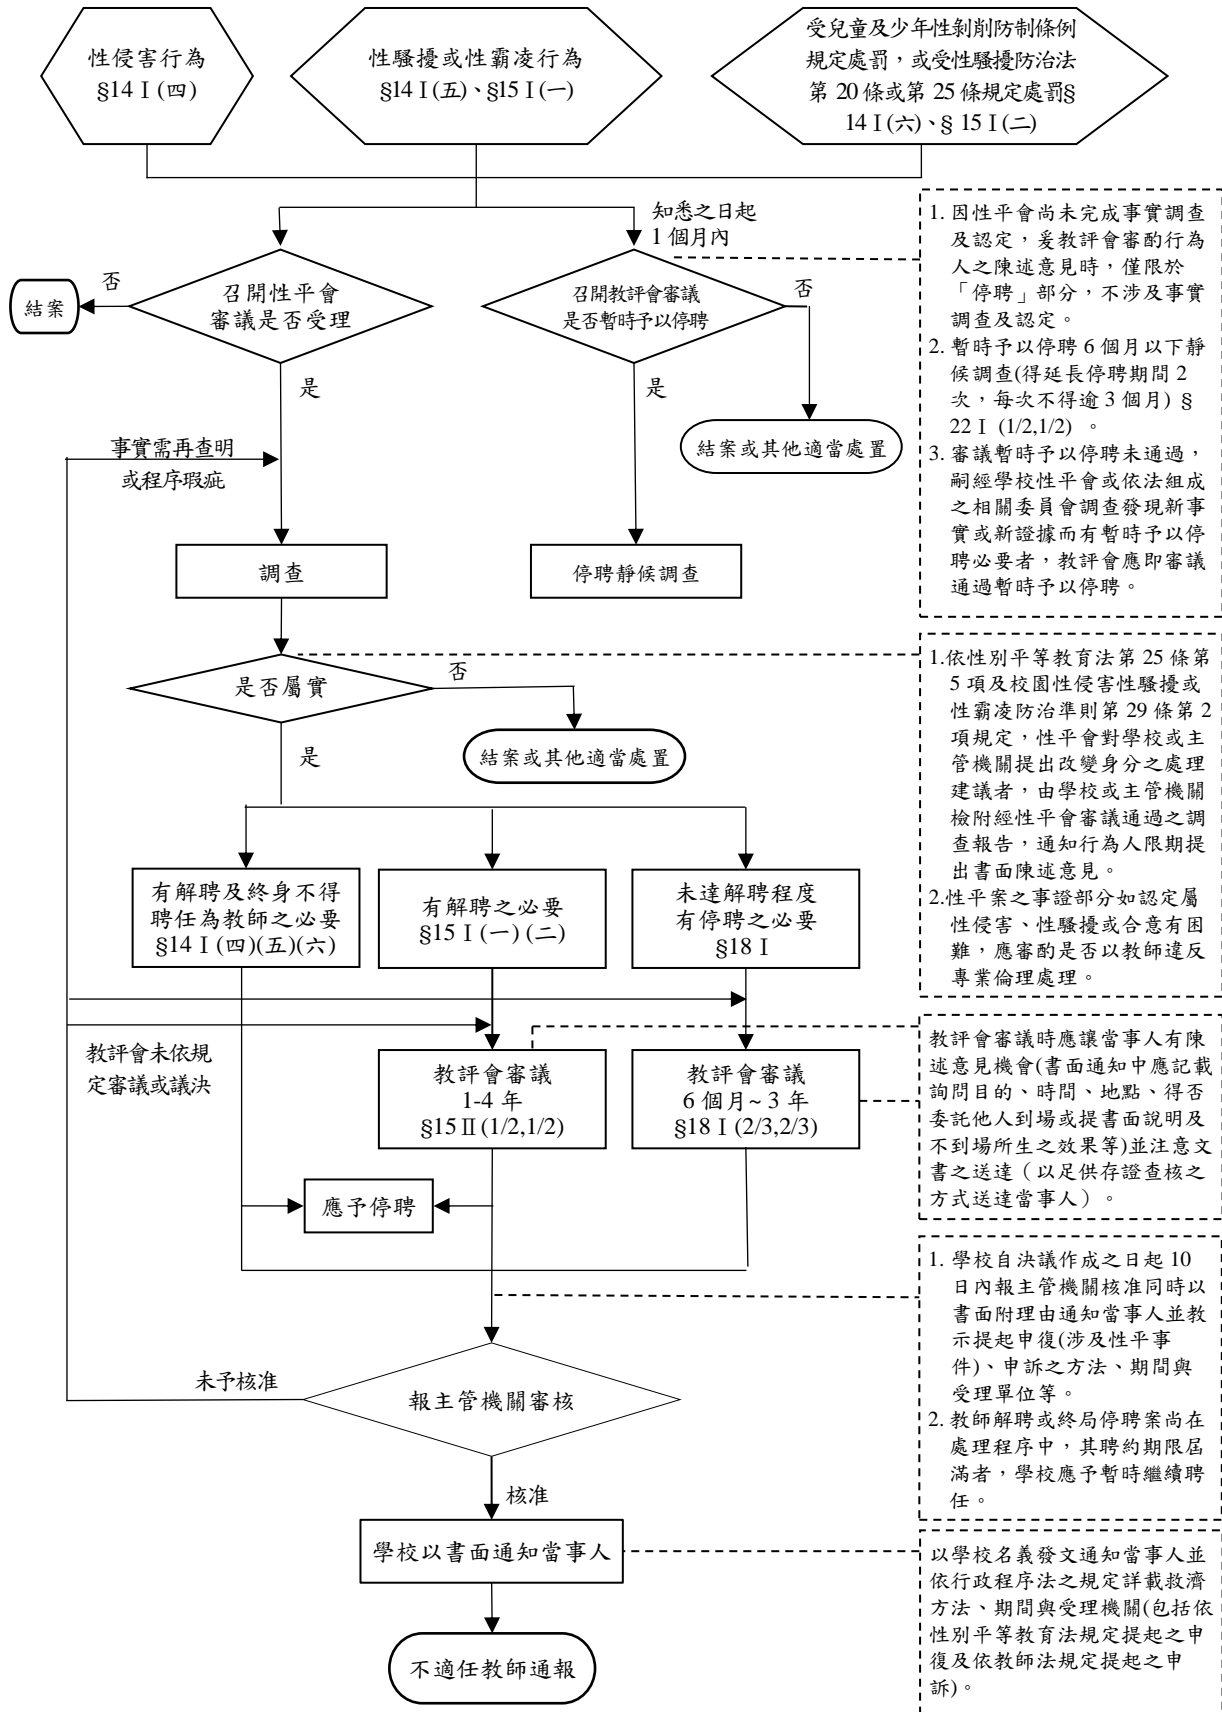 性侵害行為
§14 I (四)
性騷擾或性霸凌行為
§14 I (五)、§15 I (一)
受兒童及少年性剝削防制條例
規定處罰，或受性騷擾防治法
第 20 條或第 25 條規定處罰§
14 I (六)、§ 15 I (二)
知悉之日起
1 個月內
否
結案
召開性平會
審議是否受理
召開教評會審議
是否暫時予以停聘
否
是
是
結案或其他適當處置
事實需再查明
或程序瑕疵
調查
停聘靜候調查
1. 因性平會尚未完成事實調查
及認定，爰教評會審酌行為
人之陳述意見時，僅限於
「停聘」部分，不涉及事實
調查及認定。
2. 暫時予以停聘 6 個月以下靜
候調查(得延長停聘期間 2
次，每次不得逾 3 個月) §
22 I (1/2,1/2) 。
3. 審議暫時予以停聘未通過，
嗣經學校性平會或依法組成
之相關委員會調查發現新事
實或新證據而有暫時予以停
聘必要者，教評會應即審議
通過暫時予以停聘。
是否屬實
否
結案或其他適當處置
是
1.依性別平等教育法第 25 條第
5 項及校園性侵害性騷擾或
性霸凌防治準則第 29 條第 2
項規定，性平會對學校或主
管機關提出改變身分之處理
建議者，由學校或主管機關
檢附經性平會審議通過之調
查報告，通知行為人限期提
出書面陳述意見。
2.性平案之事證部分如認定屬
性侵害、性騷擾或合意有困
難，應審酌是否以教師違反
專業倫理處理。
有解聘及終身不得
聘任為教師之必要
§14 I (四)(五)(六)
有解聘之必要
§15 I (一) (二)
未達解聘程度
有停聘之必要
§18 I
教評會未依規
定審議或議決
教評會審議
1-4 年
§15 II (1/2,1/2)
教評會審議
6 個月~ 3 年
§18 I (2/3,2/3)
教評會審議時應讓當事人有陳
述意見機會(書面通知中應記載
詢問目的、時間、地點、得否
委託他人到場或提書面說明及
不到場所生之效果等)並注意文
書之送達（以足供存證查核之
方式送達當事人）。
應予停聘
1. 學校自決議作成之日起 10
日內報主管機關核准同時以
書面附理由通知當事人並教
示提起申復(涉及性平事
件)、申訴之方法、期間與
受理單位等。
2. 教師解聘或終局停聘案尚在
處理程序中，其聘約期限屆
滿者，學校應予暫時繼續聘
任。
未予核准
報主管機關審核
核准
學校以書面通知當事人
以學校名義發文通知當事人並
依行政程序法之規定詳載救濟
方法、期間與受理機關(包括依
性別平等教育法規定提起之申
復及依教師法規定提起之申
訴)。
不適任教師通報